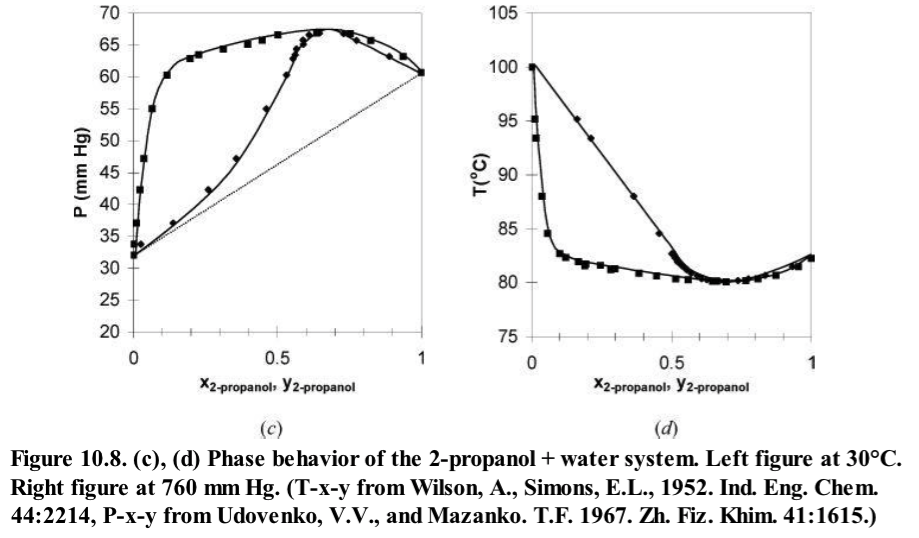 P (mm Hg)
70
65
60
55
50
45
40
35
30
25
20
0
0.5
1
x2-propanol, y2-propanol
(c)
T(°C)
100
95
90
85
80
75
0
0.5
1
x2-propanol, y2-propanol
(d)
Figure 10.8. (c), (d) Phase behavior of the 2-propanol + water system. Left figure at 30°C.
Right figure at 760 mm Hg. (T-x-y from Wilson, A., Simons, E.L., 1952. Ind. Eng. Chem.
44:2214, P-x-y from Udovenko, V.V., and Mazanko. T.F. 1967. Zh. Fiz. Khim. 41:1615.)